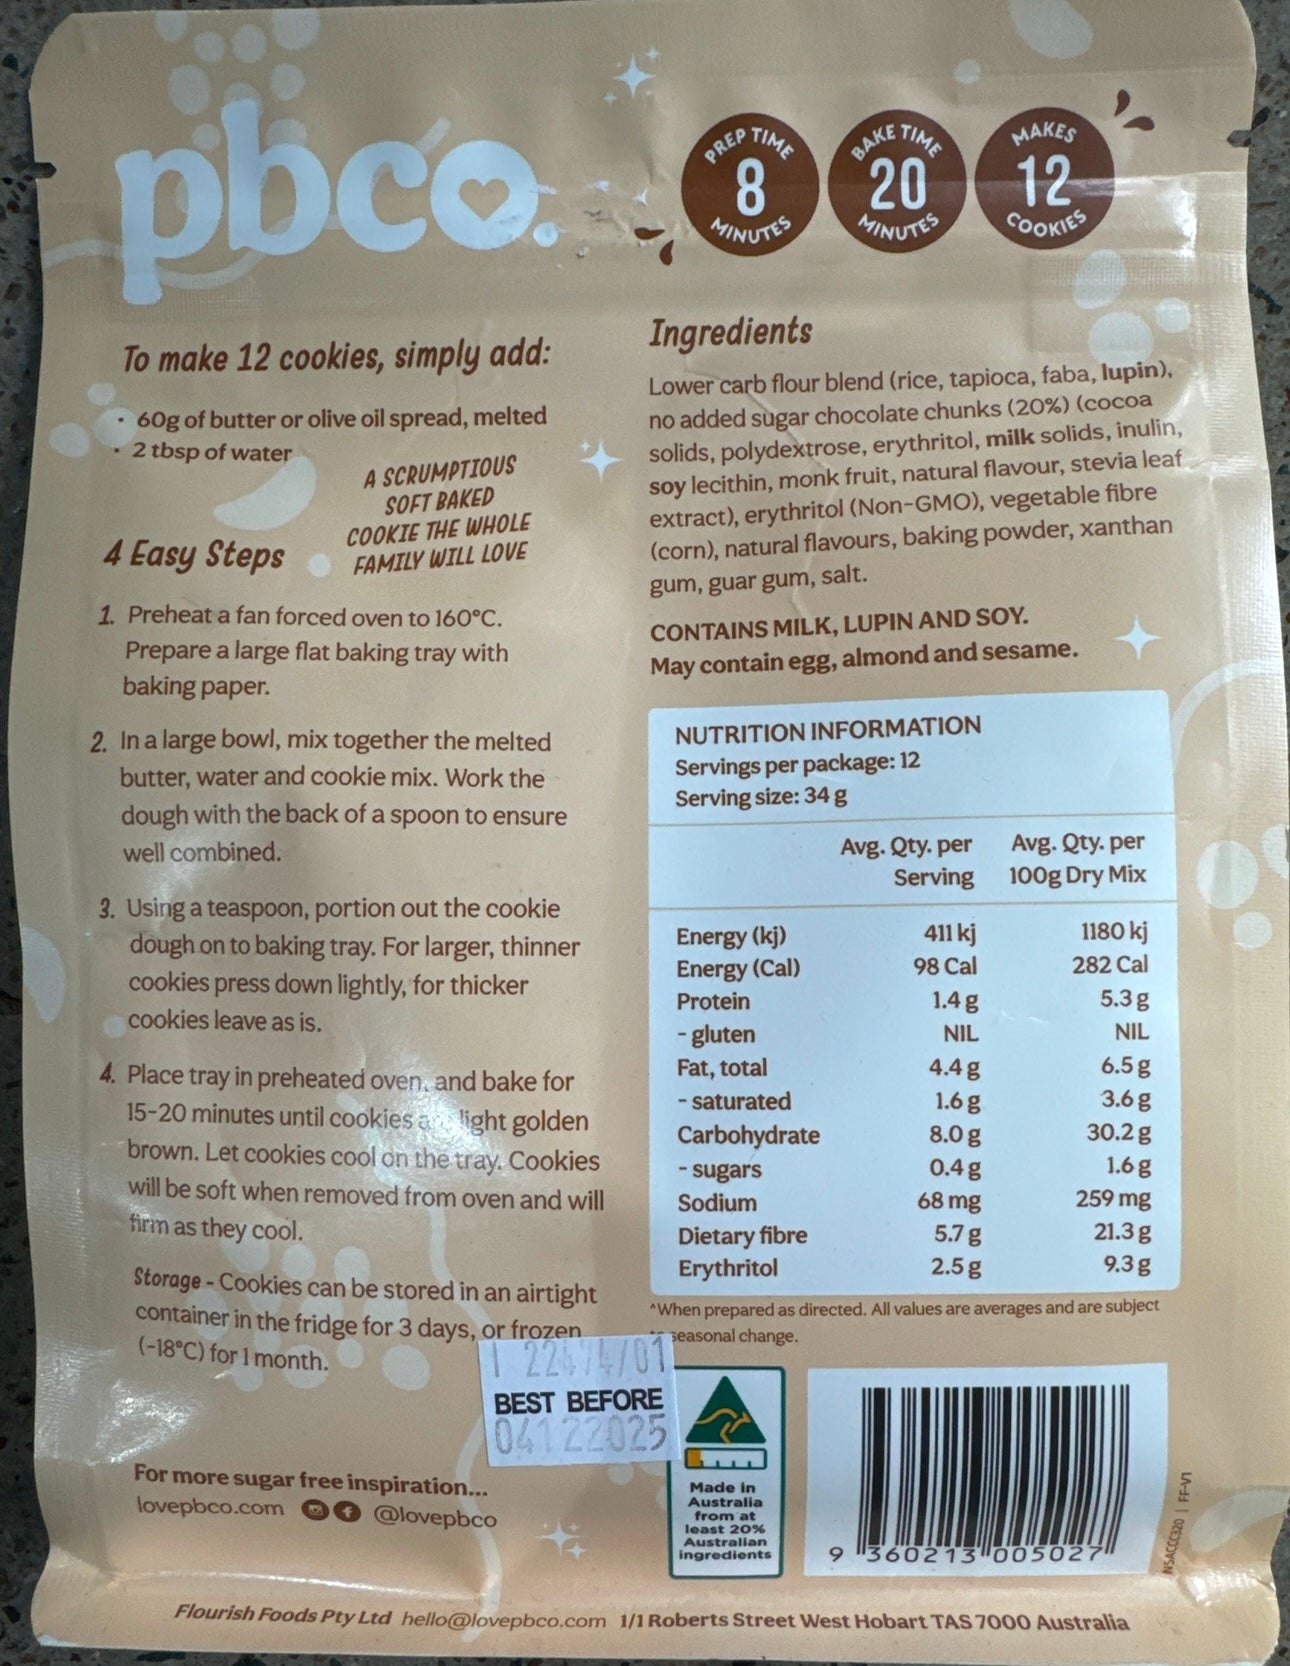 pbco.
PREP TIME
8
MINUTES
BAKE TIME
20
MINUTES
MAKES
12
COOKIES
To make 12 cookies, simply add:
· 60g of butter or olive oil spread, melted
· 2 tbsp of water
A SCRUMPTIOUS
SOFT BAKED
COOKIE THE WHOLE
FAMILY WILL LOVE
4 Easy Steps
1. Preheat a fan forced oven to 160°C.
Prepare a large flat baking tray with
baking paper.
2. In a large bowl, mix together the melted
butter, water and cookie mix. Work the
dough with the back of a spoon to ensure
well combined.
3. Using a teaspoon, portion out the cookie
dough on to baking tray. For larger, thinner
cookies press down lightly, for thicker
cookies leave as is.
4. Place tray in preheated oven, and bake for
15-20 minutes until cookies are light golden
brown. Let cookies cool on the tray. Cookies
will be soft when removed from oven and will
firm as they cool.
Storage - Cookies can be stored in an airtight
container in the fridge for 3 days, or frozen
(-18°C) for 1 month.
BEST BEFORE
04122025
For more sugar free inspiration...
lovepbco.com @lovepbco
Ingredients
Lower carb flour blend (rice, tapioca, faba, lupin),
no added sugar chocolate chunks (20%) (cocoa
solids, polydextrose, erythritol, milk solids, inulin,
soy lecithin, monk fruit, natural flavour, stevia leaf
extract), erythritol (Non-GMO), vegetable fibre
(corn), natural flavours, baking powder, xanthan
gum, guar gum, salt.
CONTAINS MILK, LUPIN AND SOY.
May contain egg, almond and sesame.
NUTRITION INFORMATION
Servings per package: 12
Serving size: 34 g
Avg. Qty. per Avg. Qty. per
Serving 100g Dry Mix
Energy (kj) 411 kj 1180 kj
Energy (Cal) 98 Cal 282 Cal
Protein 1.4 g 5.3 g
- gluten NIL NIL
Fat, total 4.4 g 6.5 g
- saturated 1.6 g 3.6 g
Carbohydrate 8.0 g 30.2 g
- sugars 0.4 g 1.6 g
Sodium 68 mg 259 mg
Dietary fibre 5.7 g 21.3 g
Erythritol 2.5 g 9.3 g
^When prepared as directed. All values are averages and are subject
seasonal change.
Made in
Australia
from at
least 20%
Australian
ingredients
9 360213 005027
NSACCC320 | FF-V1
Flourish Foods Pty Ltd hello@lovepbco.com 1/1 Roberts Street West Hobart TAS 7000 Australia